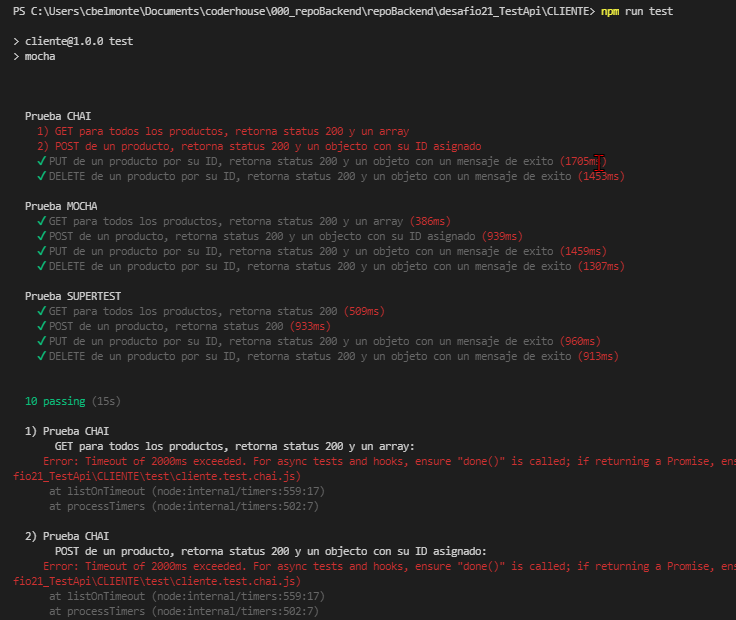 PS C:\Users\cbelmonte\Documents\coderhouse\000_repoBackend\repoBackend\desafio21_TestApi\CLIENTE> npm run test
> cliente@1.0.0 test
> mocha
Prueba CHAI
1) GET para todos los productos, retorna status 200 y un array
2) POST de un producto, retorna status 200 y un objecto con su ID asignado
✓ PUT de un producto por su ID, retorna status 200 y un objeto con un mensaje de exito (1705ms)
✓ DELETE de un producto por su ID, retorna status 200 y un objeto con un mensaje de exito (1453ms)
Prueba MOCHA
✓ GET para todos los productos, retorna status 200 y un array (386ms)
✓ POST de un producto, retorna status 200 y un objecto con su ID asignado (939ms)
✓ PUT de un producto por su ID, retorna status 200 y un objeto con un mensaje de exito (1459ms)
✓ DELETE de un producto por su ID, retorna status 200 y un objeto con un mensaje de exito (1307ms)
Prueba SUPERTEST
✓ GET para todos los productos, retorna status 200 (509ms)
✓ POST de un producto, retorna status 200 (933ms)
✓ PUT de un producto por su ID, retorna status 200 y un objeto con un mensaje de exito (960ms)
✓ DELETE de un producto por su ID, retorna status 200 y un objeto con un mensaje de exito (913ms)
10 passing (15s)
1) Prueba CHAI
GET para todos los productos, retorna status 200 y un array:
Error: Timeout of 2000ms exceeded. For async tests and hooks, ensure "done()" is called; if returning a Promise, ens
fio21_TestApi\CLIENTE\test\cliente.test.chai.js)
at listOnTimeout (node:internal/timers:559:17)
at processTimers (node:internal/timers:502:7)
2) Prueba CHAI
POST de un producto, retorna status 200 y un objecto con su ID asignado:
Error: Timeout of 2000ms exceeded. For async tests and hooks, ensure "done()" is called; if returning a Promise, ens
fio21_TestApi\CLIENTE\test\cliente.test.chai.js)
at listOnTimeout (node:internal/timers:559:17)
at processTimers (node:internal/timers:502:7)